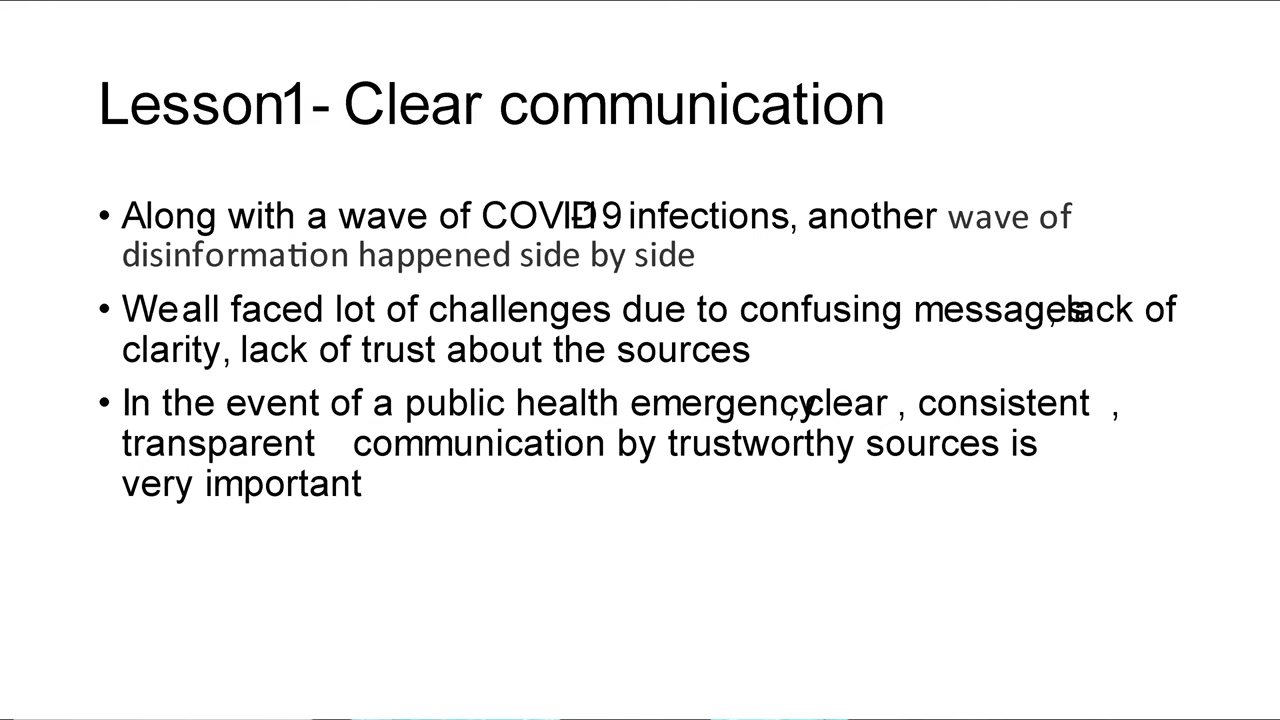 Lesson1- Clear communication
• Along with a wave of COVID-19 infections, another wave of
disinformation happened side by side
• We all faced lot of challenges due to confusing messages, lack of
clarity, lack of trust about the sources
• In the event of a public health emergency, clear , consistent ,
transparent communication by trustworthy sources is
very important